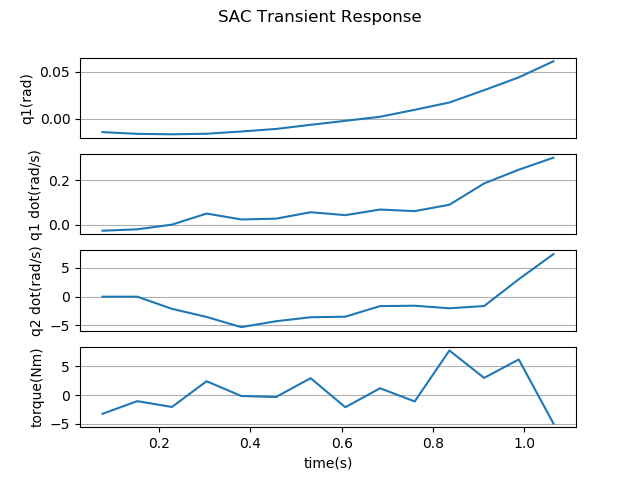 SAC Transient Response
q1(rad)
0.05
0.00
q1 dot(rad/s)
0.2
0.0
q2 dot(rad/s)
5
0
−5
torque(Nm)
5
0
−5
0.2 0.4 0.6 0.8 1.0
time(s)